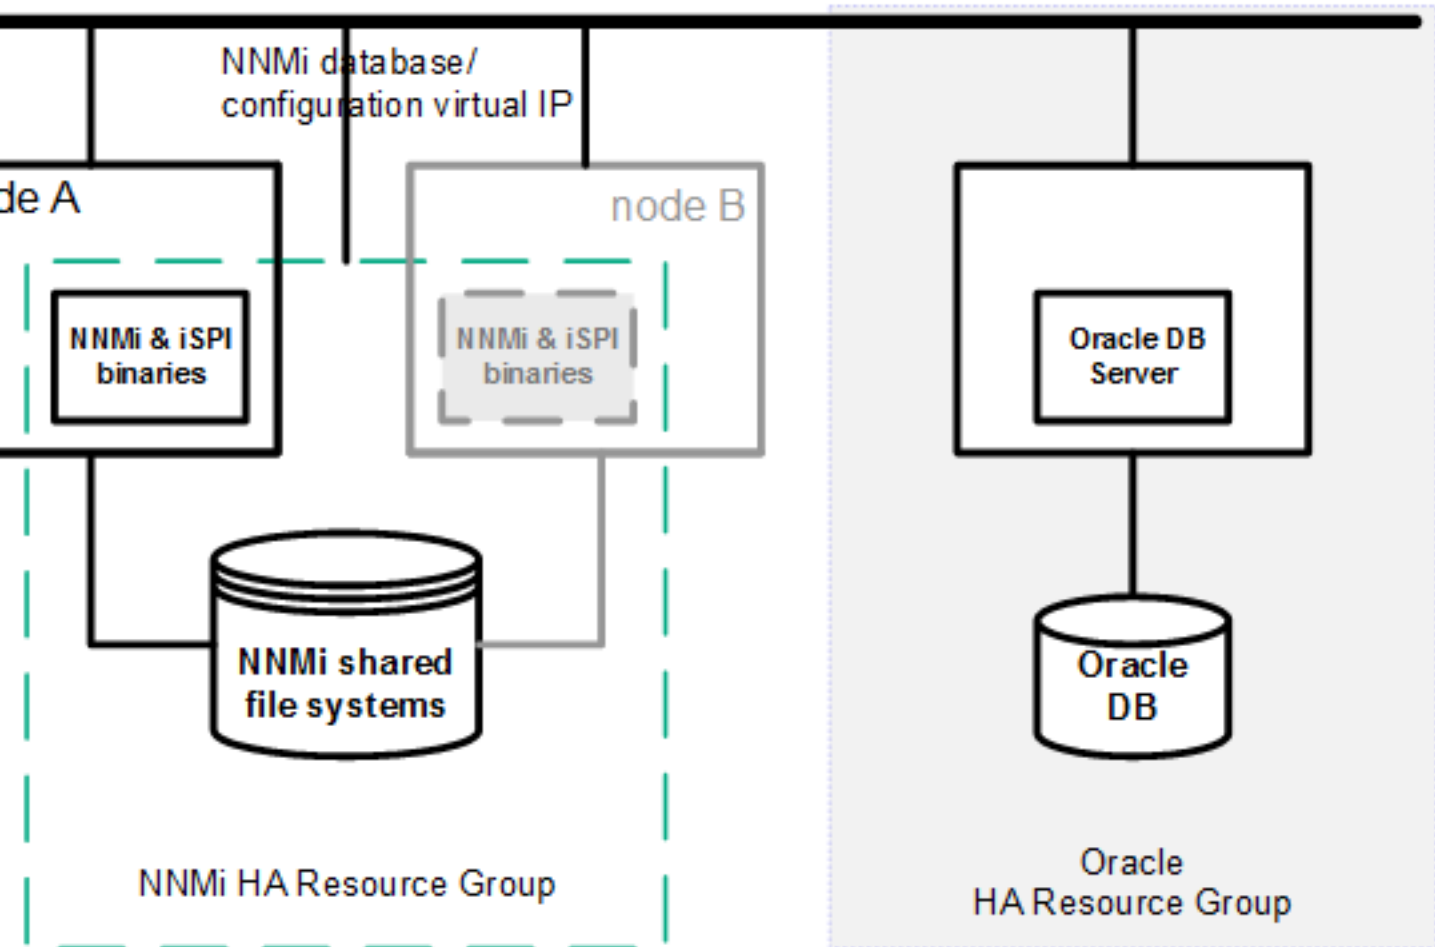 NNMi database/
configuration virtual IP
de A
node B
NNMi & iSPI
binaries
NNMi & iSPI
binaries
Oracle DB
Server
NNMi shared
file systems
Oracle
DB
NNMi HA Resource Group
Oracle
HA Resource Group